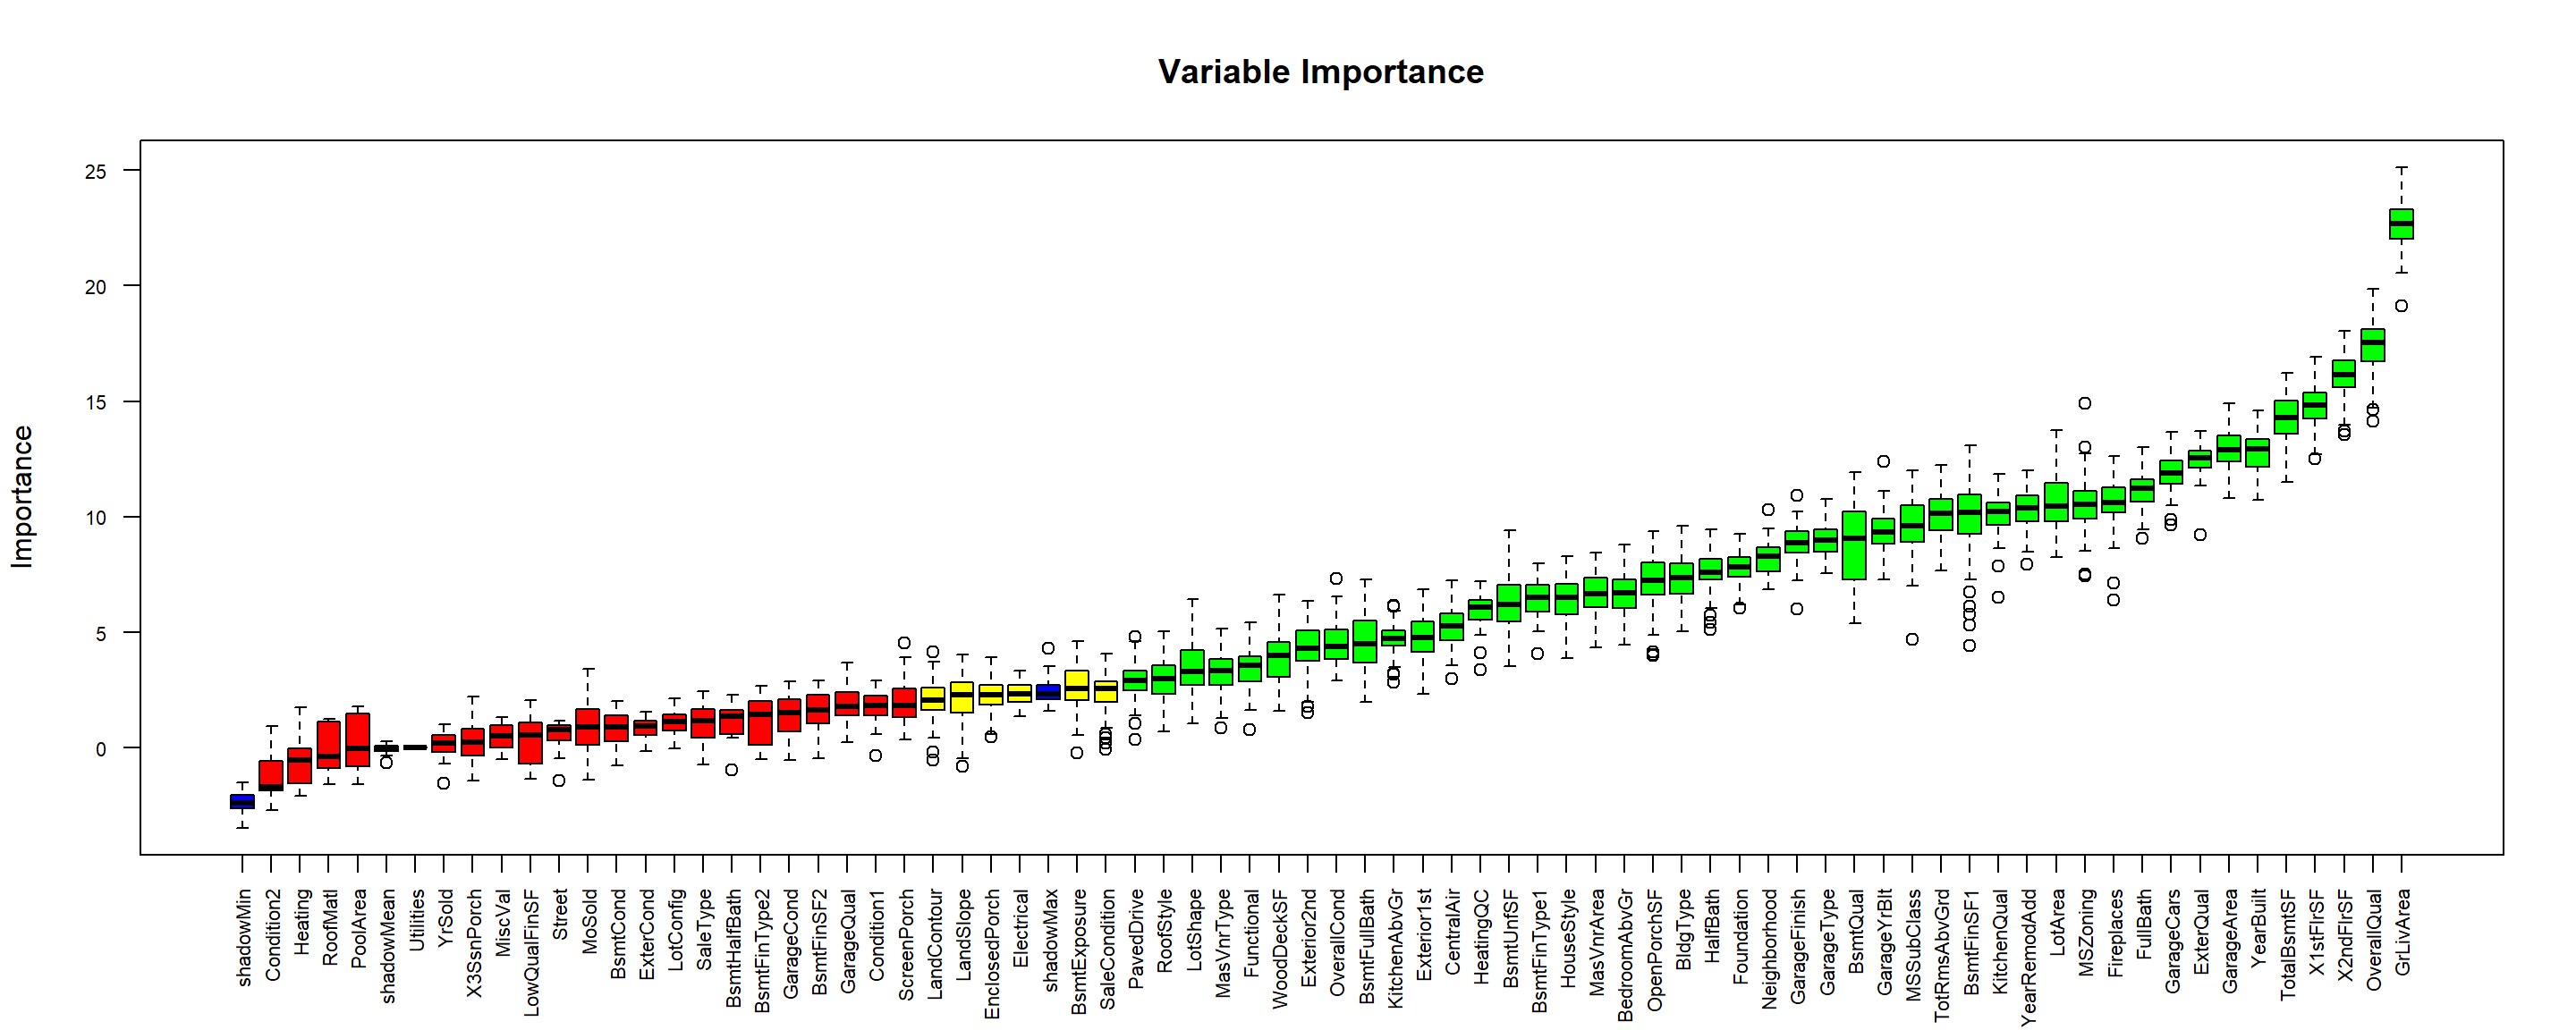 Variable Importance
Importance
25
20
15
10
5
0
shadowMin
Condition2
Heating
RoofMatl
PoolArea
shadowMean
Utilities
YrSold
X3SsnPorch
MiscVal
LowQualFinSF
Street
MoSold
BsmtCond
ExterCond
LotConfig
SaleType
BsmtHalfBath
BsmtFinType2
GarageCond
BsmtFinSF2
GarageQual
Condition1
ScreenPorch
LandContour
LandSlope
EnclosedPorch
Electrical
shadowMax
BsmtExposure
SaleCondition
PavedDrive
RoofStyle
LotShape
MasVnrType
Functional
WoodDeckSF
Exterior2nd
OverallCond
BsmtFullBath
KitchenAbvGr
Exterior1st
CentralAir
HeatingQC
BsmtUnfSF
BsmtFinType1
HouseStyle
MasVnrArea
BedroomAbvGr
OpenPorchSF
BldgType
HalfBath
Foundation
Neighborhood
GarageFinish
GarageType
BsmtQual
GarageYrBlt
MSSubClass
TotRmsAbvGrd
BsmtFinSF1
KitchenQual
YearRemodAdd
LotArea
MSZoning
Fireplaces
FullBath
GarageCars
ExterQual
GarageArea
YearBuilt
TotalBsmtSF
X1stFlrSF
X2ndFlrSF
OverallQual
GrLivArea